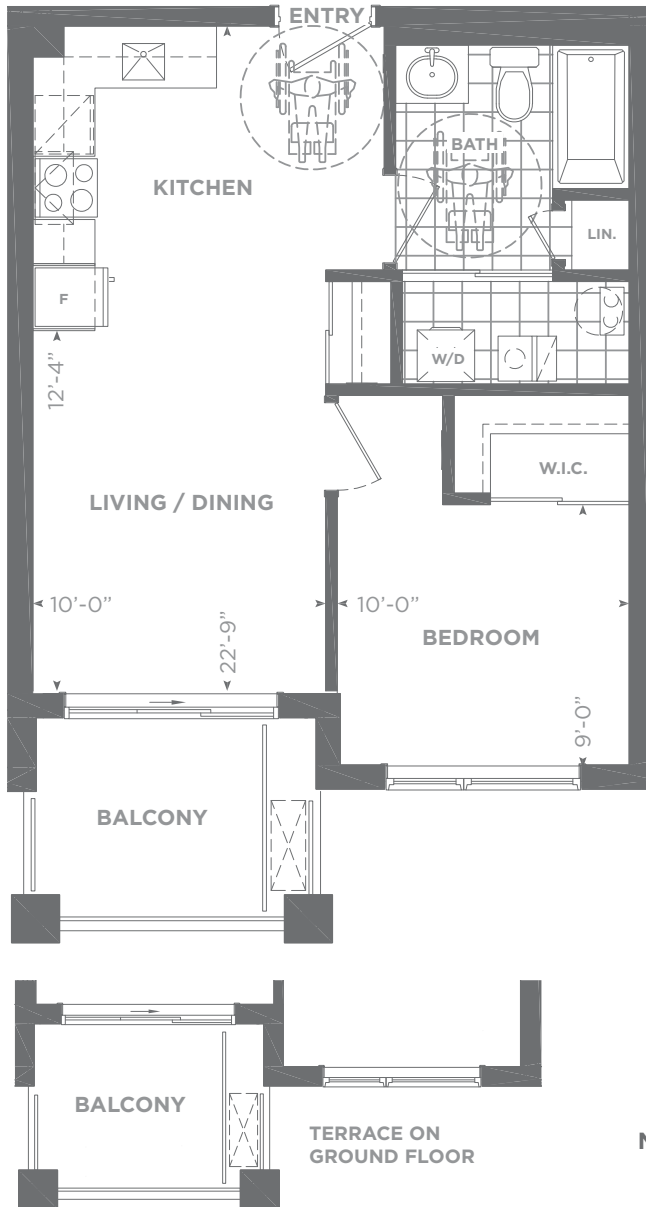 ENTRY
BATH
KITCHEN
LIN.
F
W/D
12'-4”
W.I.C.
LIVING / DINING
10'-0”
10'-0”
22'-9”
BEDROOM
9'-0”
BALCONY
BALCONY
TERRACE ON
GROUND FLOOR